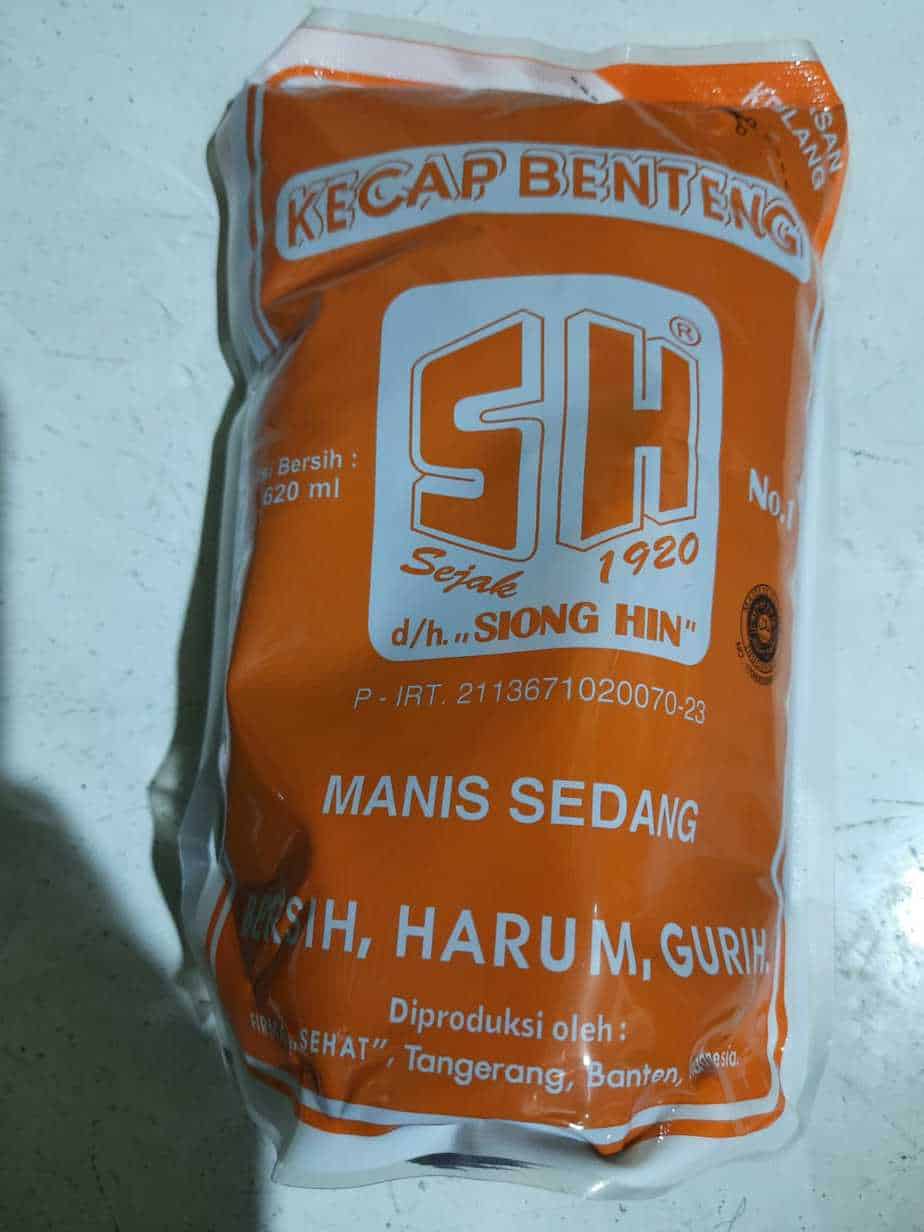 KECAP BENTENG
SH ®
Bersih :
620 ml
No.1
Sejak 1920
d/h. „SIONG HIN"
P - IRT. 2113671020070-23
MANIS SEDANG
BERSIH, HARUM, GURIH.
Diproduksi oleh :
„SEHAT", Tangerang, Banten,